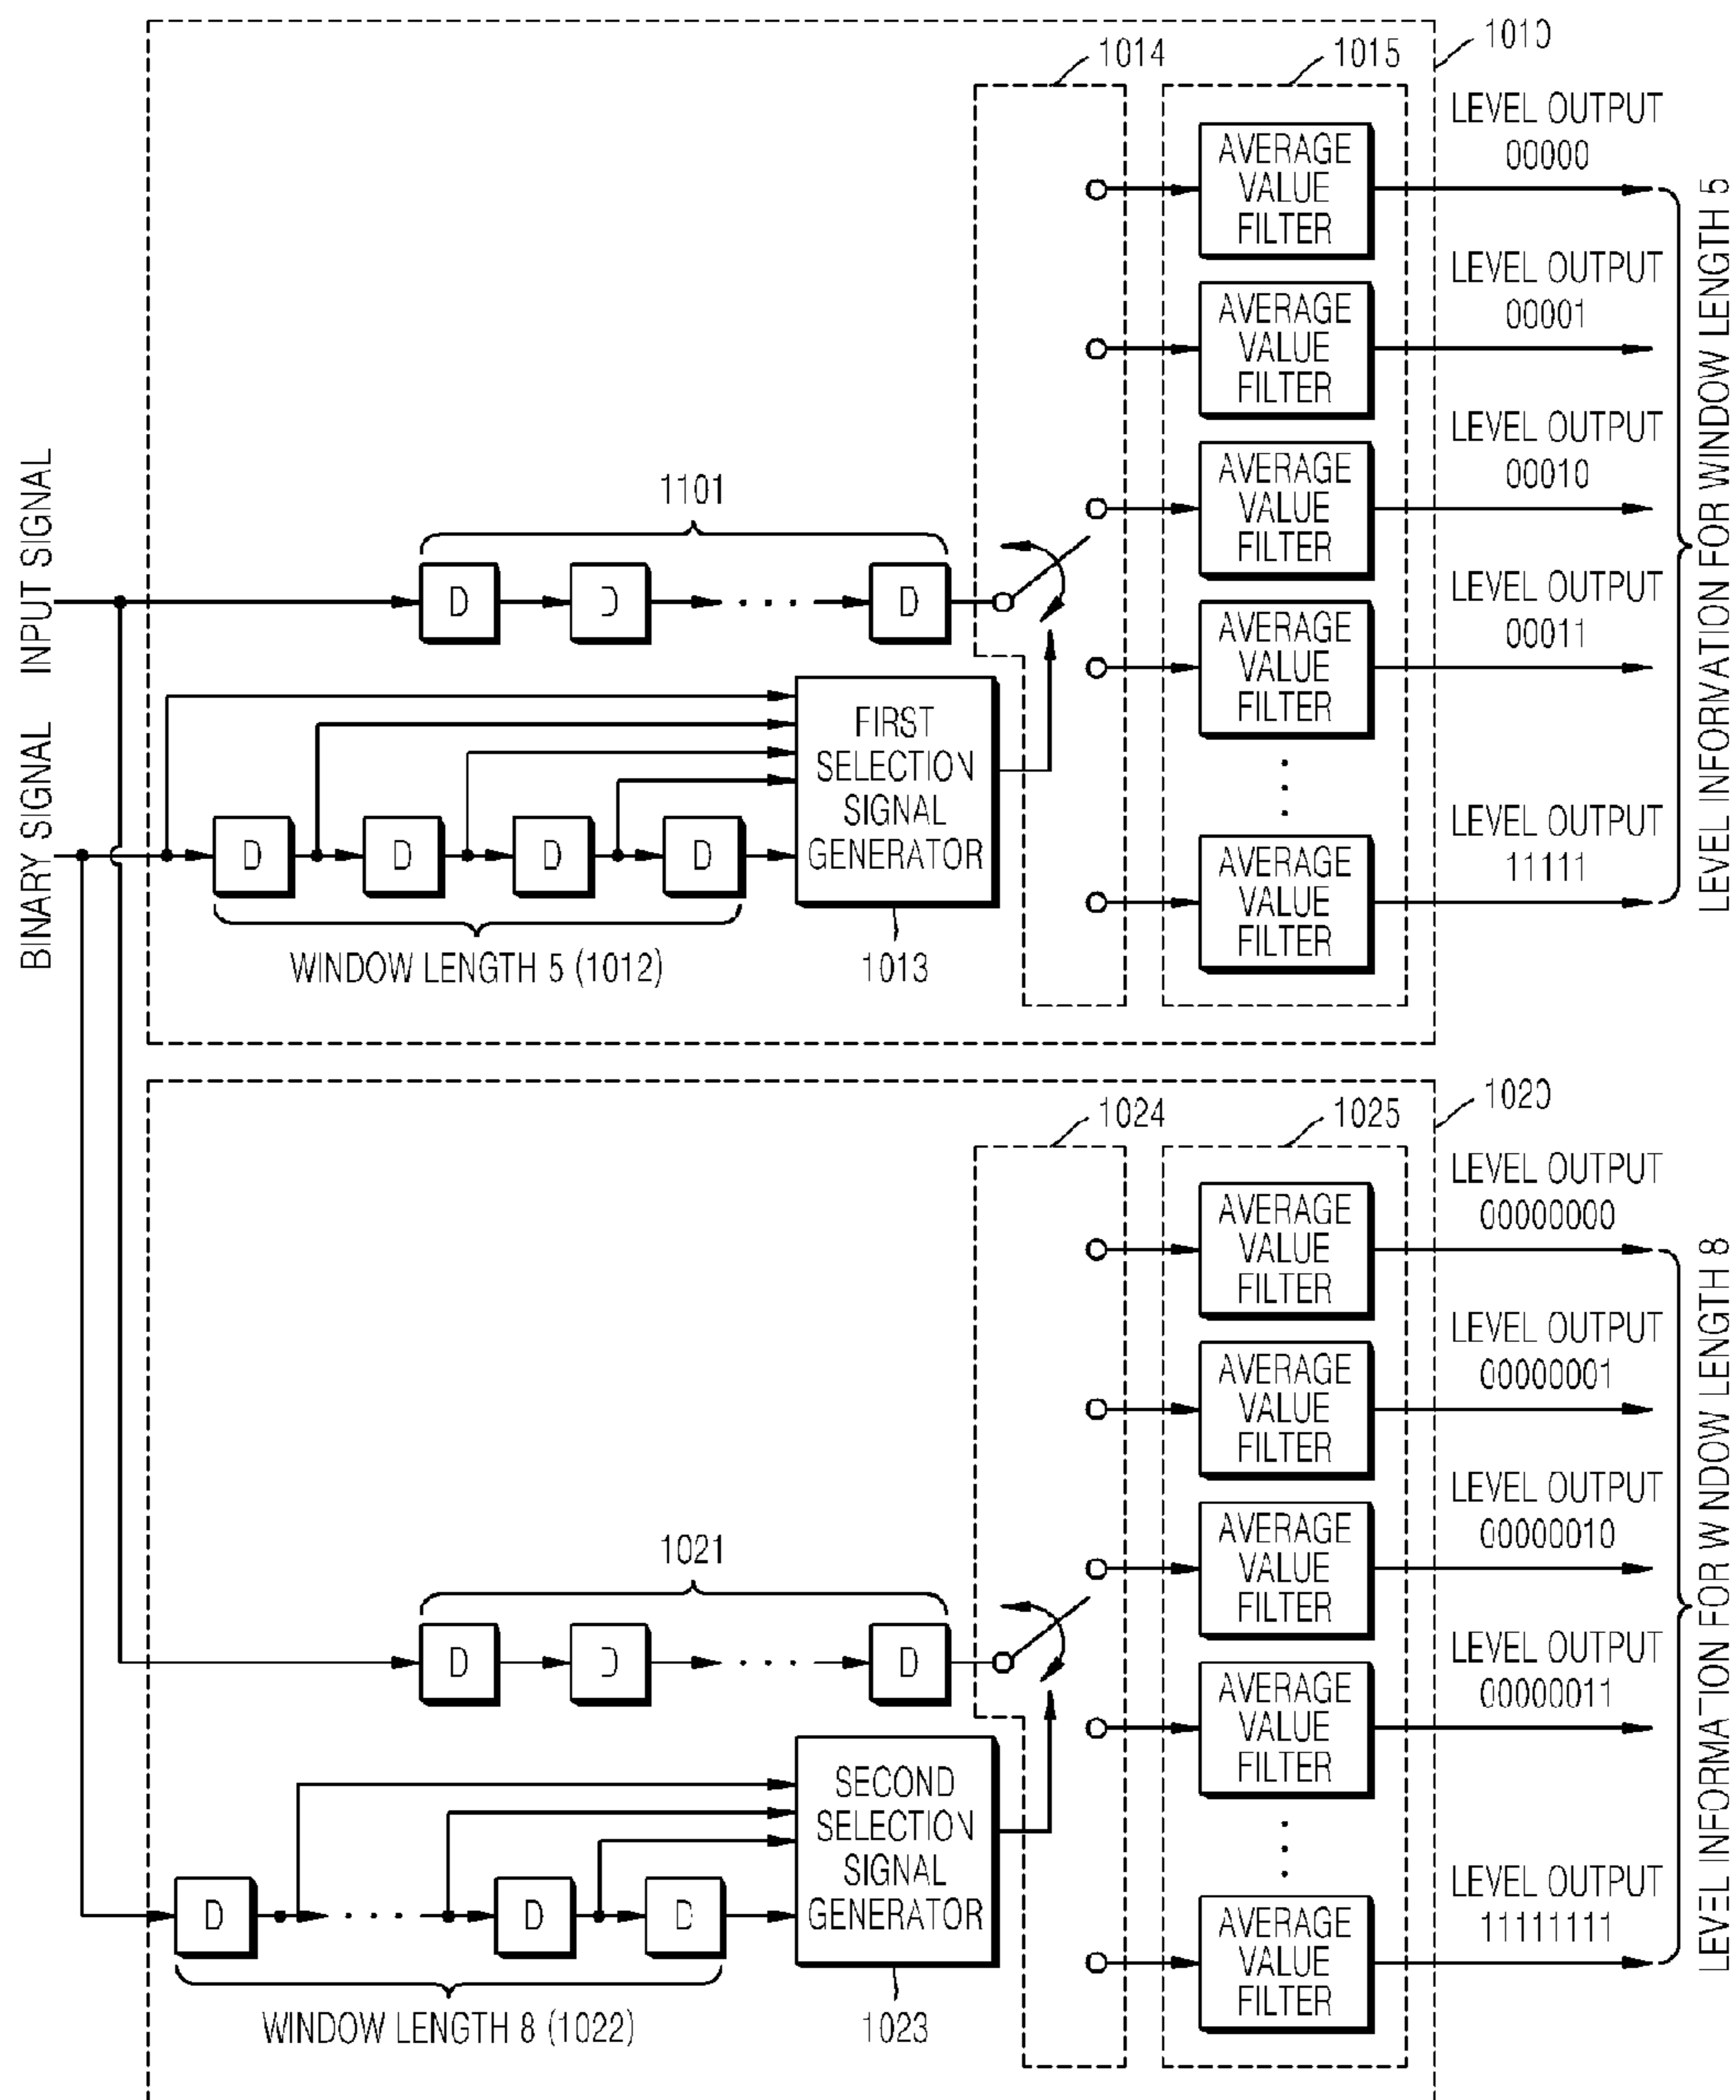 1010
1014
1015
LEVEL OUTPUT
00000
AVERAGE
VALUE
FILTER
LEVEL OUTPUT
00001
AVERAGE
VALUE
FILTER
LEVEL OUTPUT
00010
AVERAGE
VALUE
FILTER
LEVEL OUTPUT
00011
AVERAGE
VALUE
FILTER
LEVEL OUTPUT
11111
AVERAGE
VALUE
FILTER
LEVEL INFORMATION FOR WINDOW LENGTH 5
INPUT SIGNAL
1101
D
D
. . .
D
BINARY SIGNAL
FIRST
SELECTION
SIGNAL
GENERATOR
D
D
D
D
WINDOW LENGTH 5 (1012)
1013
1020
1024
1025
LEVEL OUTPUT
00000000
AVERAGE
VALUE
FILTER
LEVEL OUTPUT
00000001
AVERAGE
VALUE
FILTER
LEVEL OUTPUT
00000010
AVERAGE
VALUE
FILTER
LEVEL OUTPUT
00000011
AVERAGE
VALUE
FILTER
LEVEL OUTPUT
11111111
AVERAGE
VALUE
FILTER
LEVEL INFORMATION FOR WINDOW LENGTH 8
1021
D
D
. . .
D
SECOND
SELECTION
SIGNAL
GENERATOR
D
. . . .
D
D
WINDOW LENGTH 8 (1022)
1023